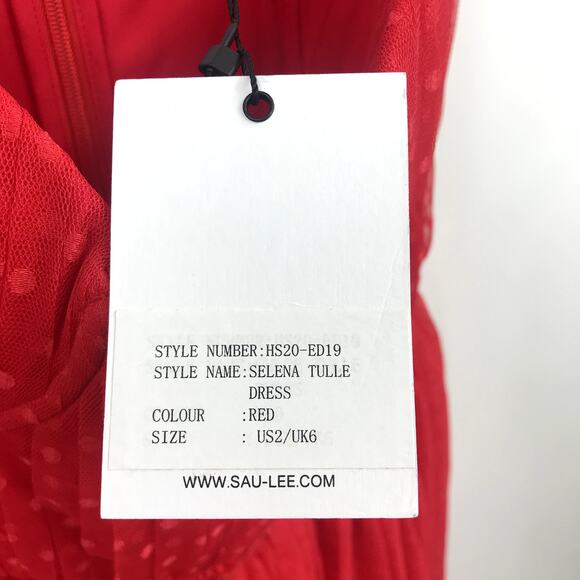 STYLE NUMBER:HS20-ED19
STYLE NAME:SELENA TULLE
DRESS
COLOUR :RED
SIZE : US2/UK6
WWW.SAU-LEE.COM